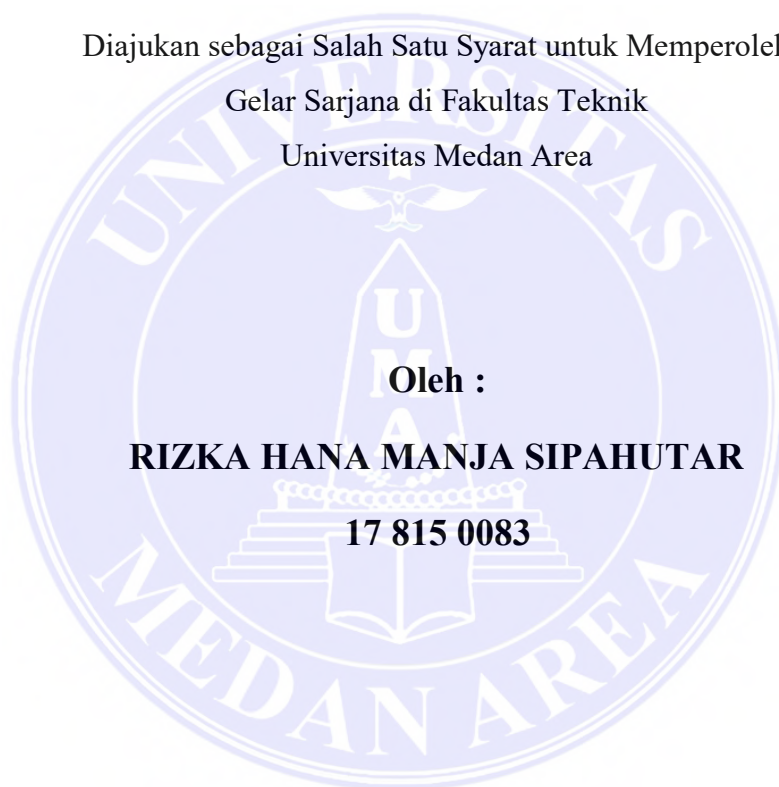 Diajukan sebagai Salah Satu Syarat untuk Memperoleh
Gelar Sarjana di Fakultas Teknik
Universitas Medan Area
UNIVERSITAS
U
M
A
Oleh :
RIZKA HANA MANJA SIPAHUTAR
17 815 0083
MEDAN AREA